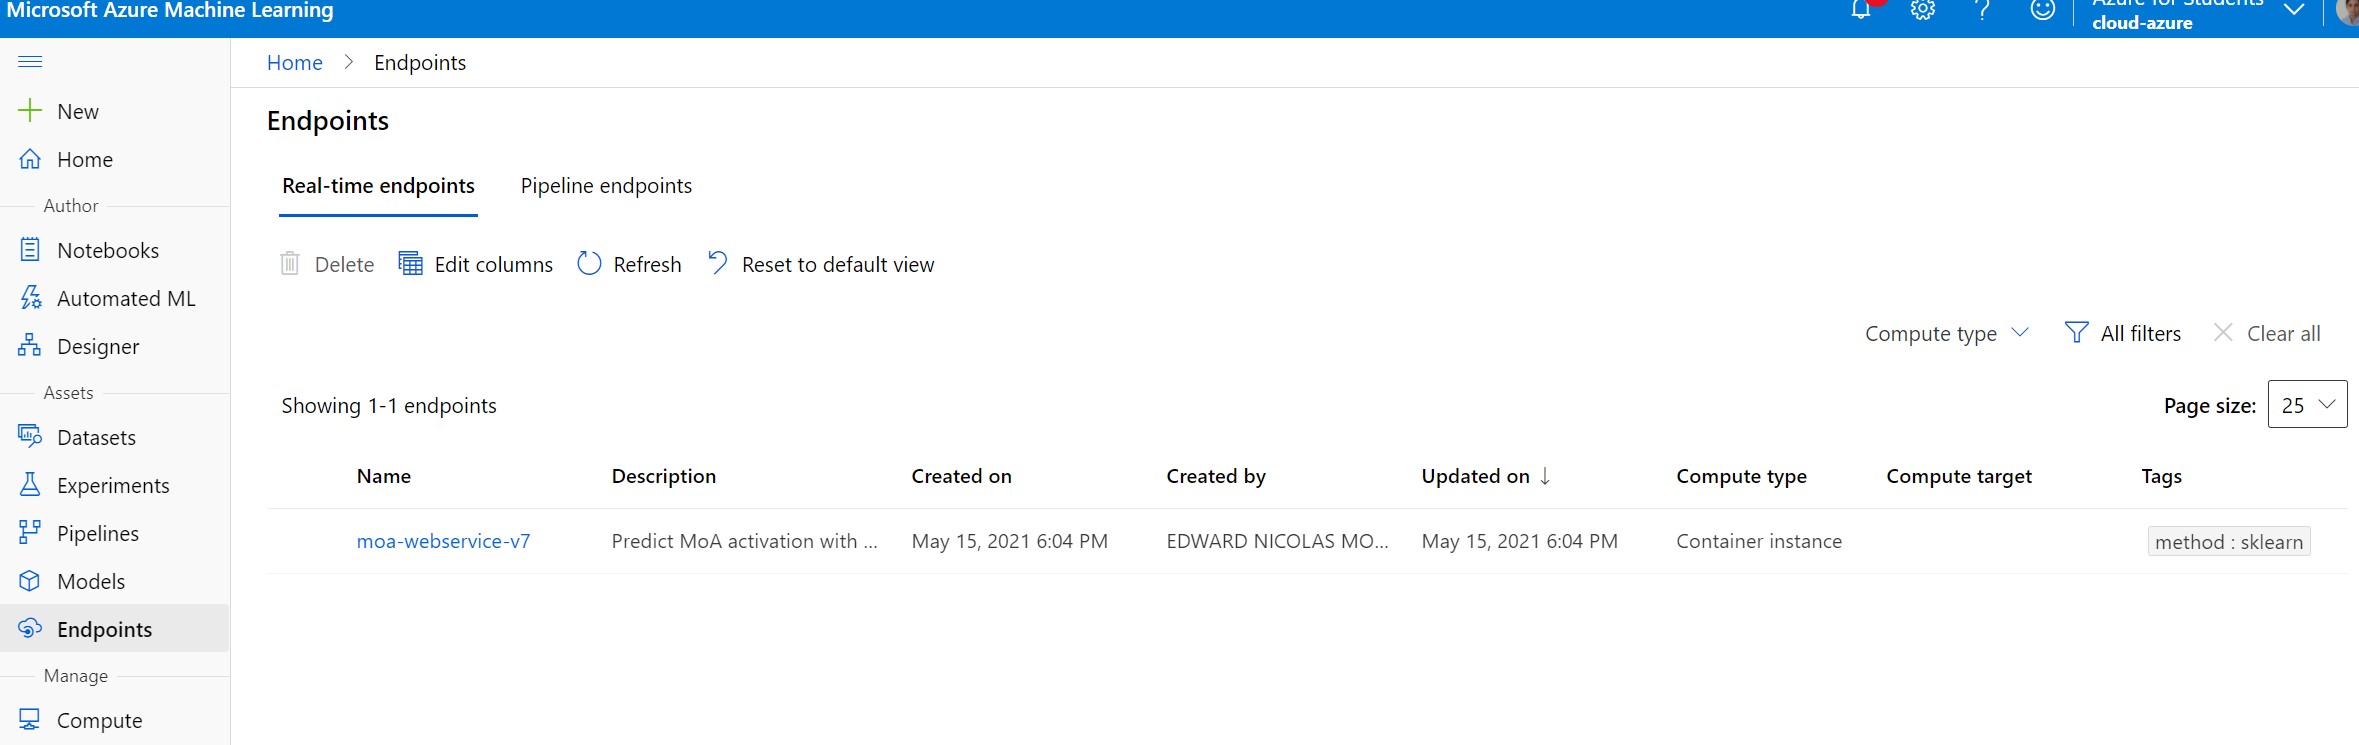 Microsoft Azure Machine Learning
Azure for Students
cloud-azure
New
Home
Author
Notebooks
Automated ML
Designer
Assets
Datasets
Experiments
Pipelines
Models
Endpoints
Manage
Compute
Home > Endpoints
Endpoints
Real-time endpoints Pipeline endpoints
Delete Edit columns Refresh Reset to default view
Compute type All filters Clear all
Showing 1-1 endpoints Page size: 25
Name Description Created on Created by Updated on ↓ Compute type Compute target Tags
moa-webservice-v7 Predict MoA activation with ... May 15, 2021 6:04 PM EDWARD NICOLAS MO... May 15, 2021 6:04 PM Container instance method : sklearn